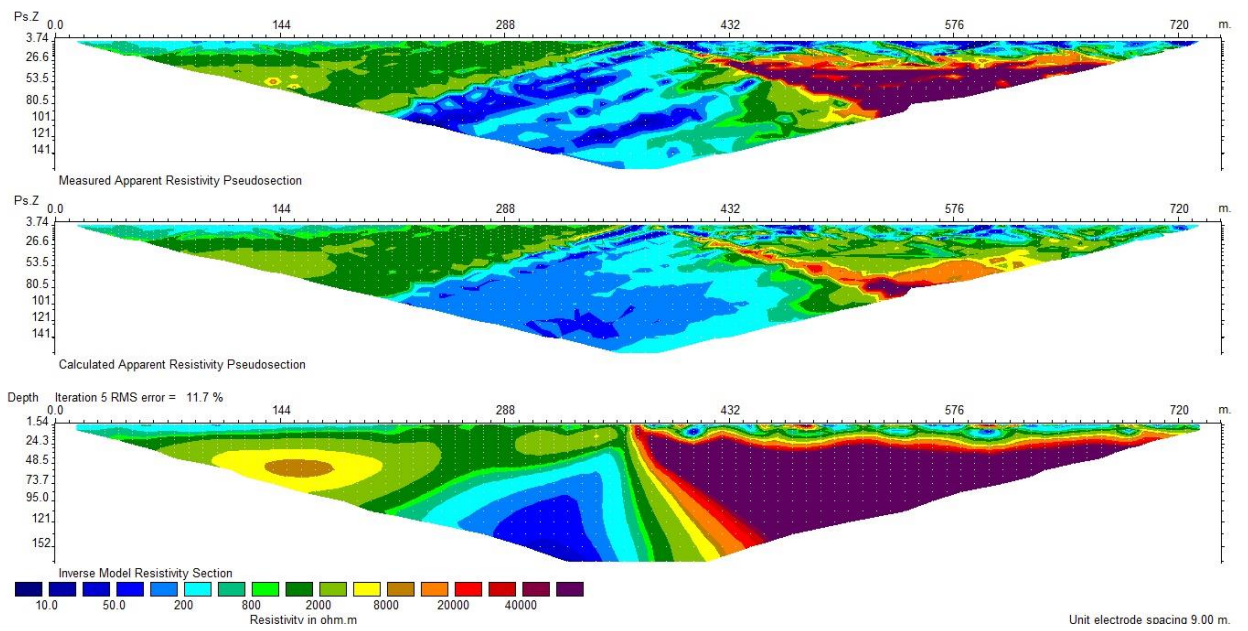 Ps.Z
0.0 144 288 432 576 720 m.
3.74
26.6
53.5
80.5
101
121
141
Measured Apparent Resistivity Pseudosection
Ps.Z
0.0 144 288 432 576 720 m.
3.74
26.6
53.5
80.5
101
121
141
Calculated Apparent Resistivity Pseudosection
Depth Iteration 5 RMS error = 11.7 %
0.0 144 288 432 576 720 m.
1.54
24.3
48.5
73.7
95.0
121
152
Inverse Model Resistivity Section
10.0 50.0 200 800 2000 8000 20000 40000
Resistivity in ohm.m Unit electrode spacing 9.00 m.